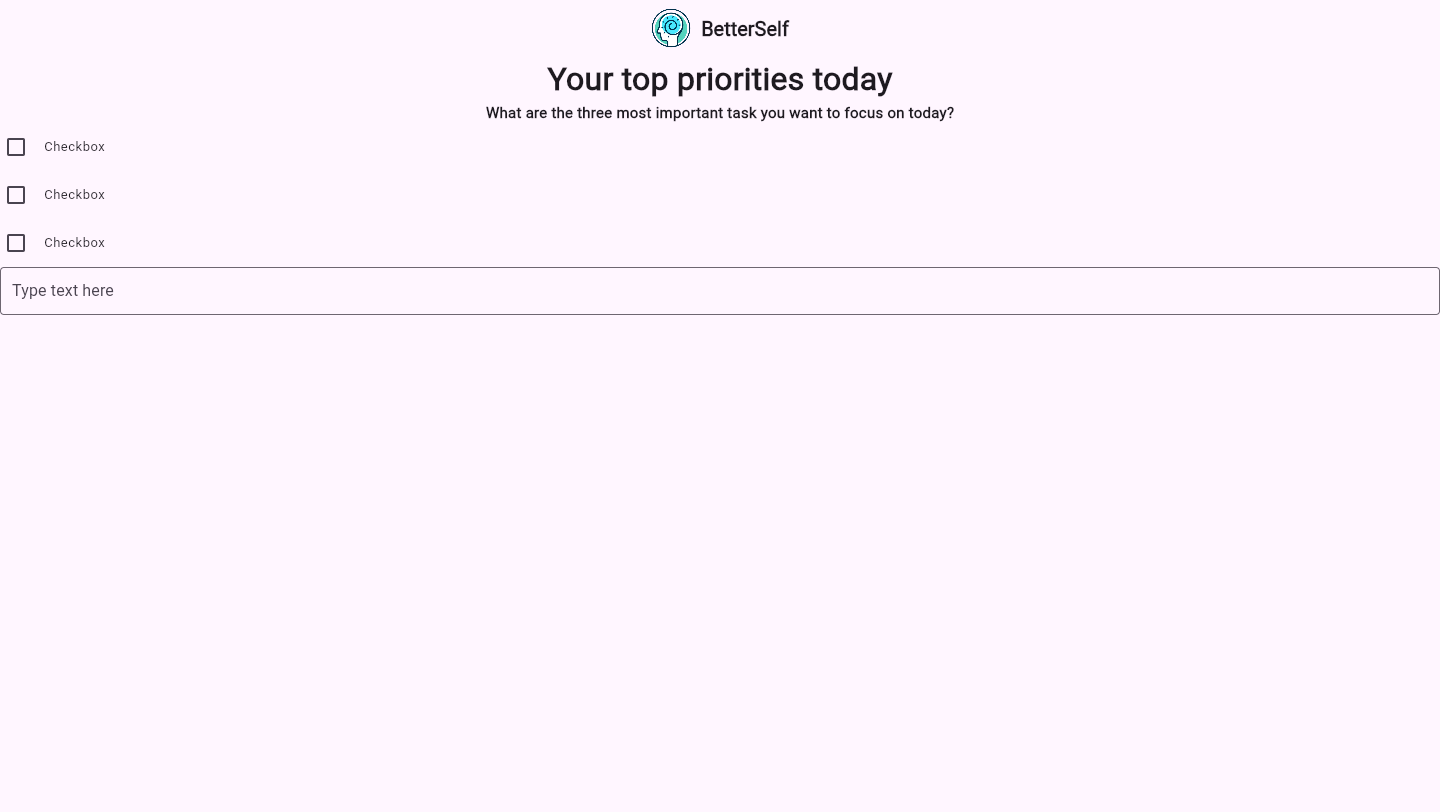 BetterSelf
Your top priorities today
What are the three most important task you want to focus on today?
Checkbox
Checkbox
Checkbox
Type text here